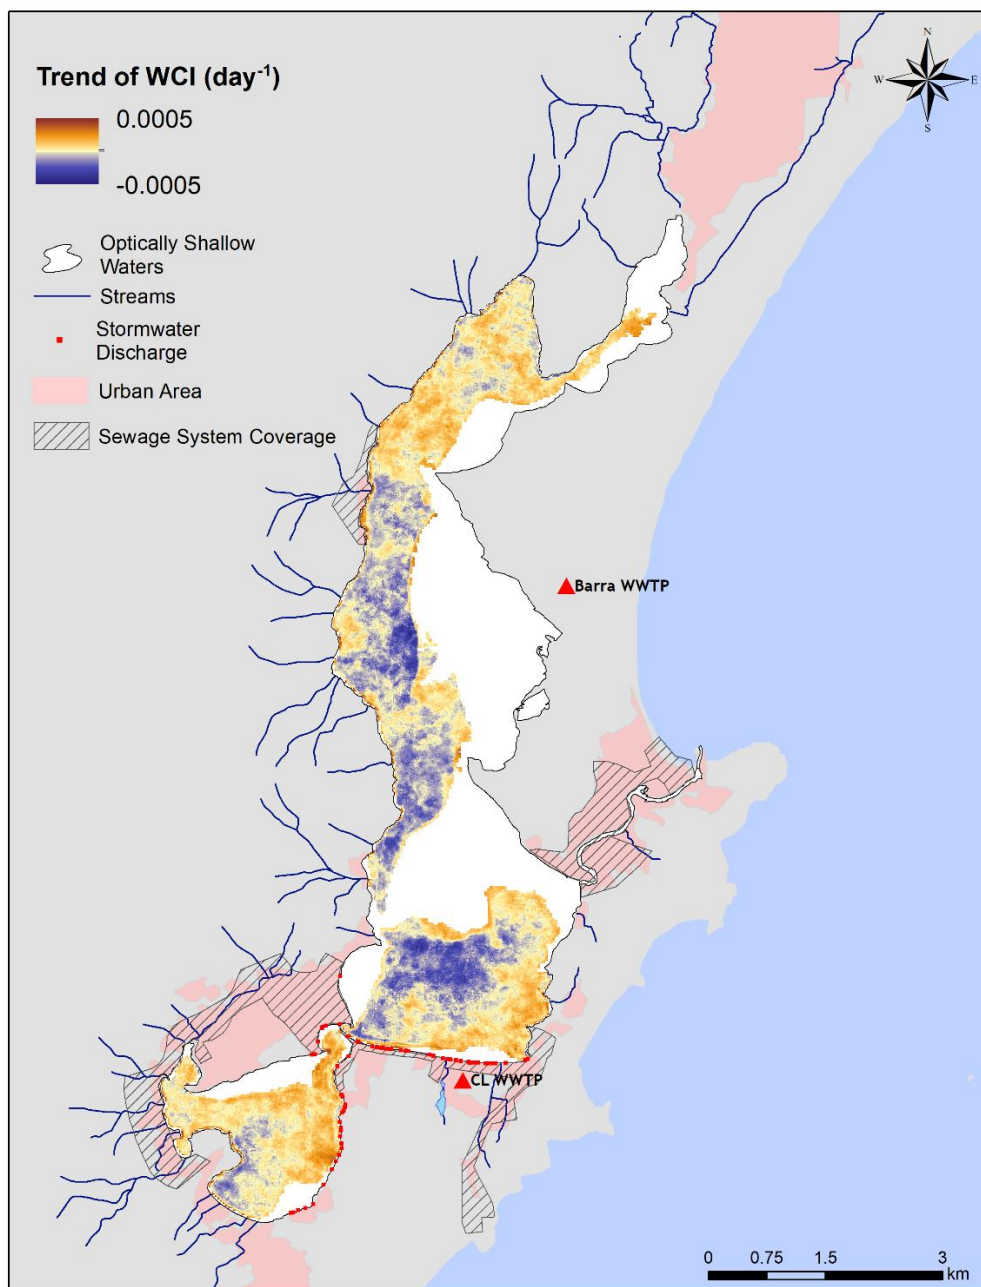 N
W
E
S
Trend of WCI (day⁻¹)
0.0005
-0.0005
Optically Shallow
Waters
Streams
Stormwater
Discharge
Urban Area
Sewage System Coverage
Barra WWTP
CL WWTP
0 0.75 1.5 3
km